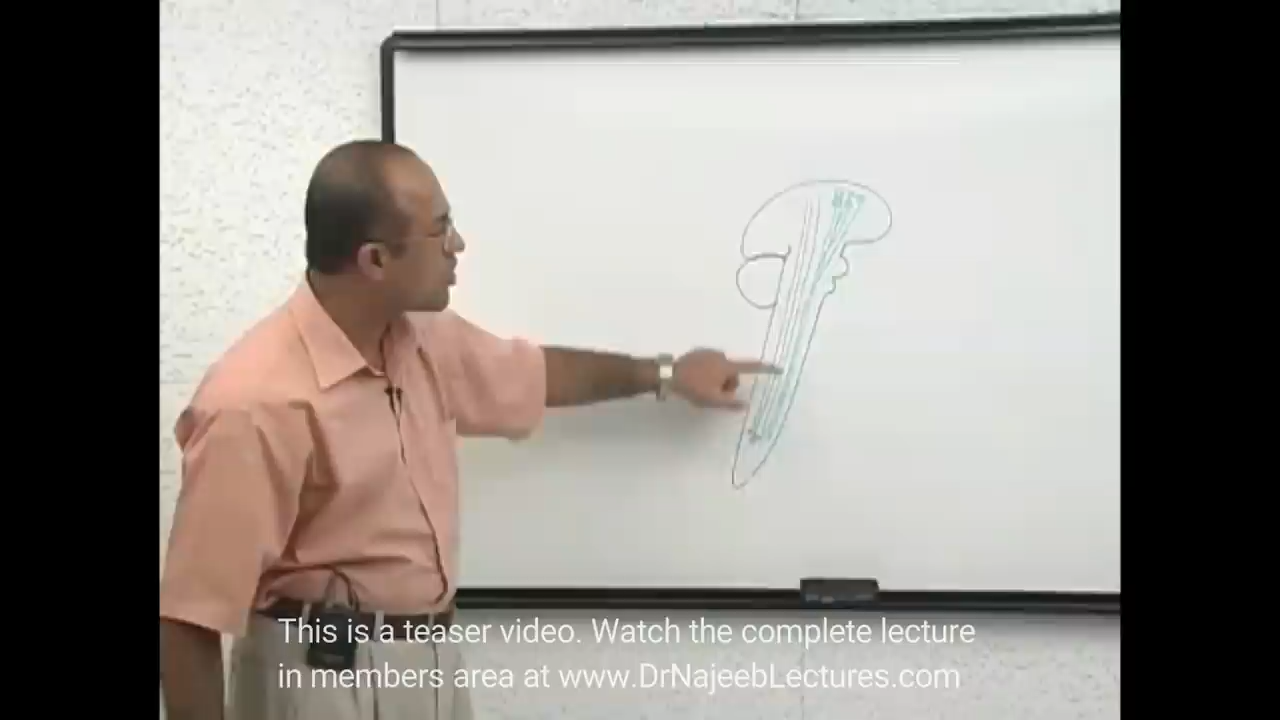 This is a teaser video. Watch the complete lecture
in members area at www.DrNajeebLectures.com